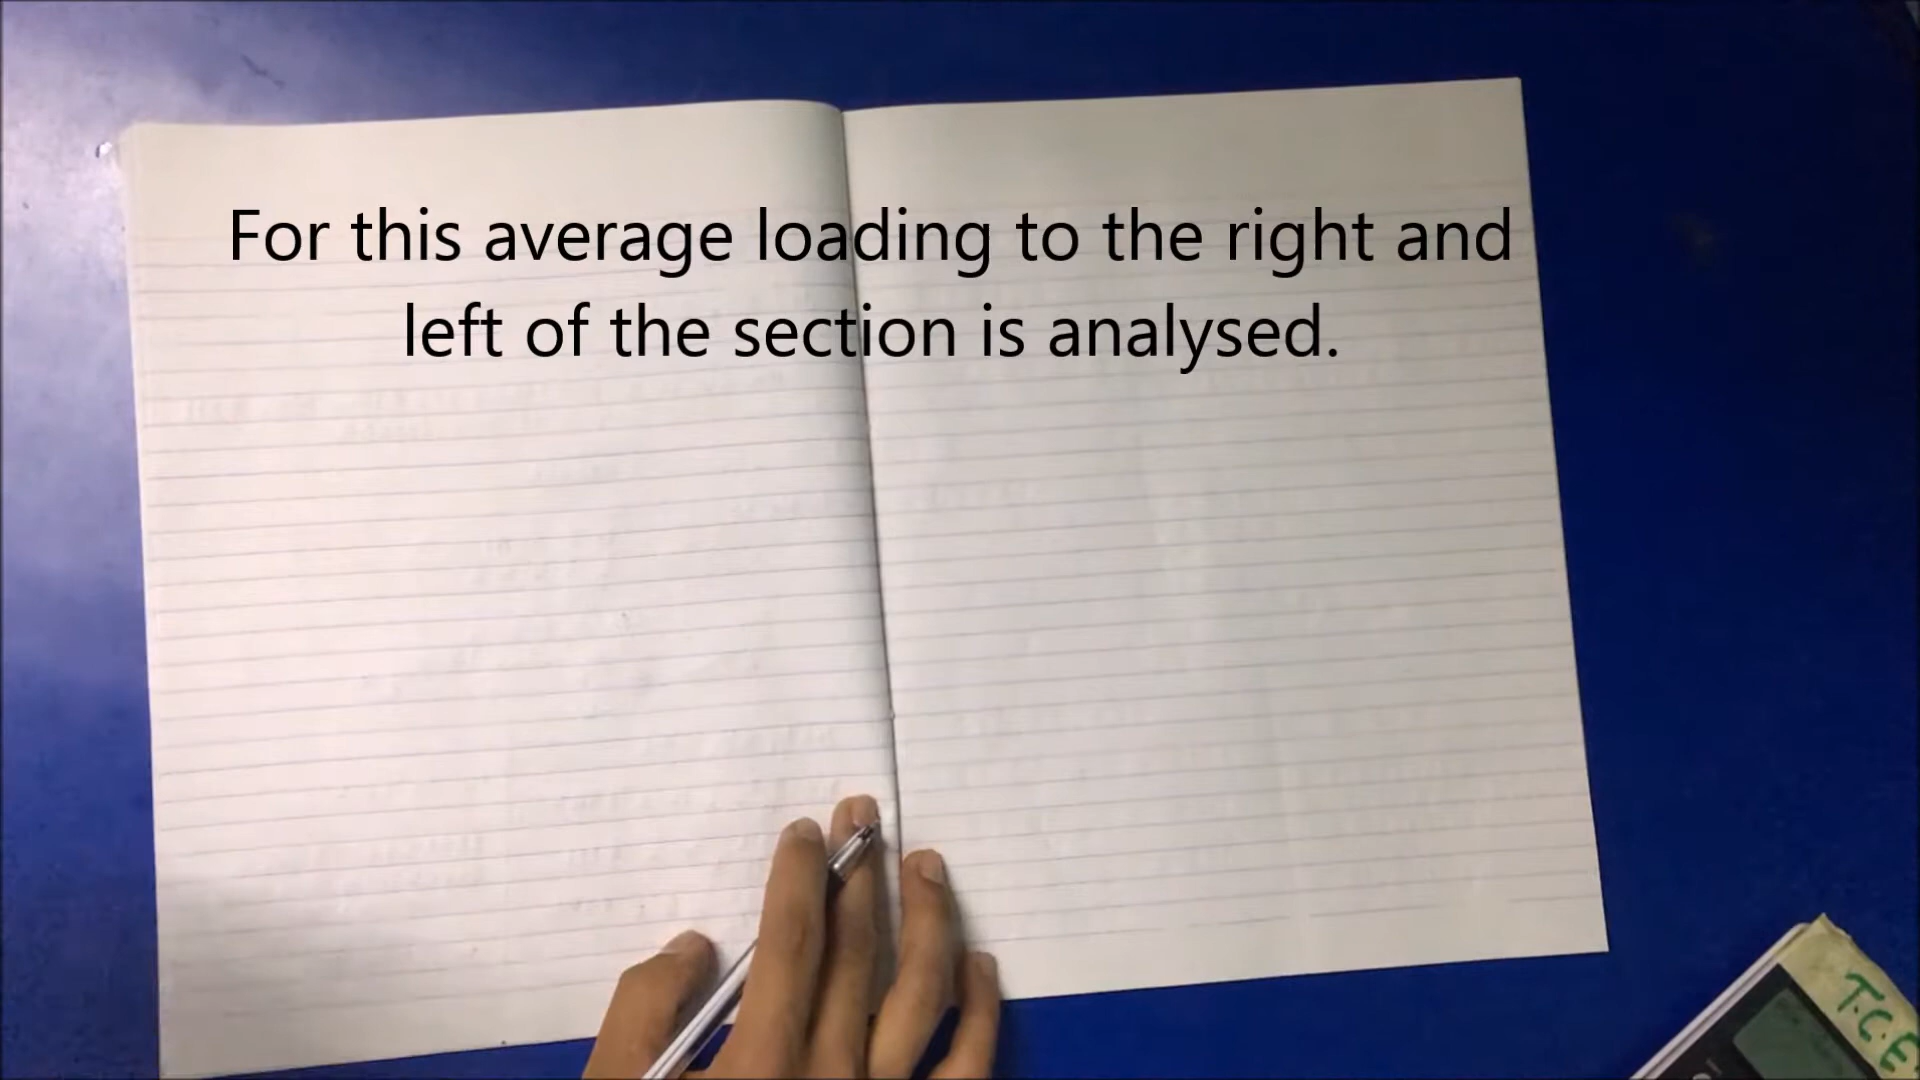 For this average loading to the right and
left of the section is analysed.
T.C.E